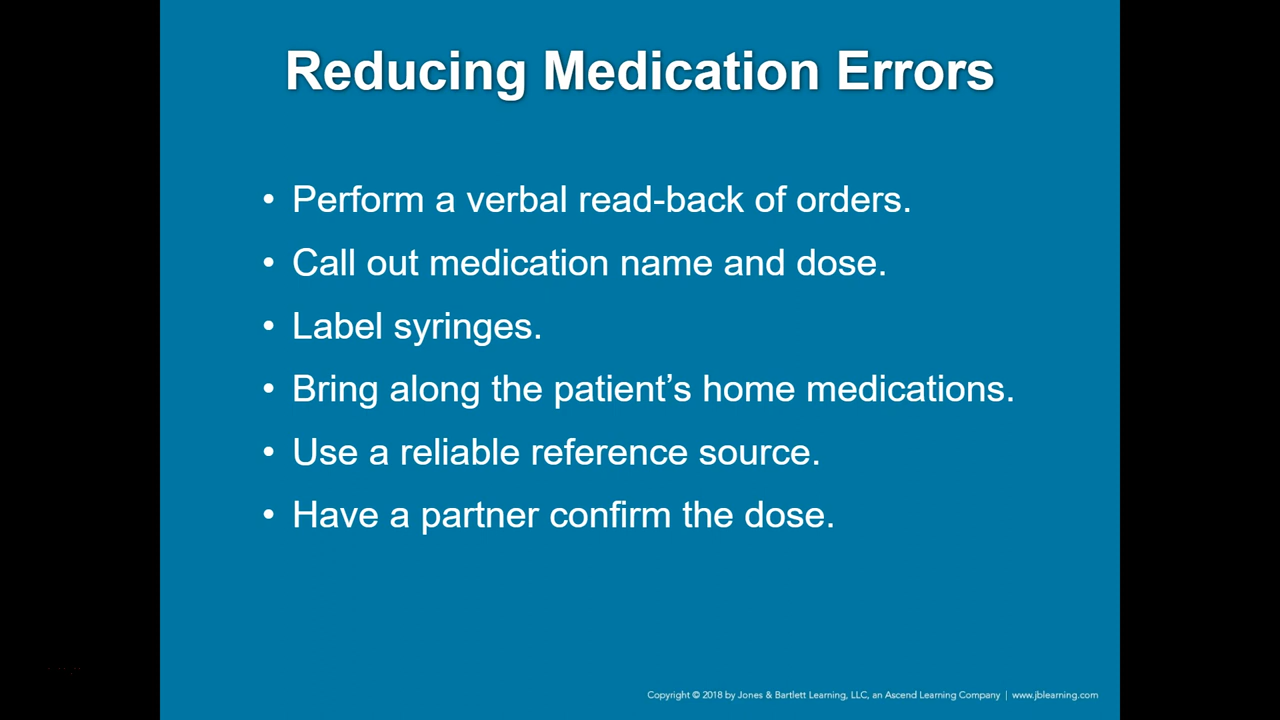 Reducing Medication Errors
• Perform a verbal read-back of orders.
• Call out medication name and dose.
• Label syringes.
• Bring along the patient’s home medications.
• Use a reliable reference source.
• Have a partner confirm the dose.
Copyright © 2018 by Jones & Bartlett Learning, LLC, an Ascend Learning Company | www.jblearning.com